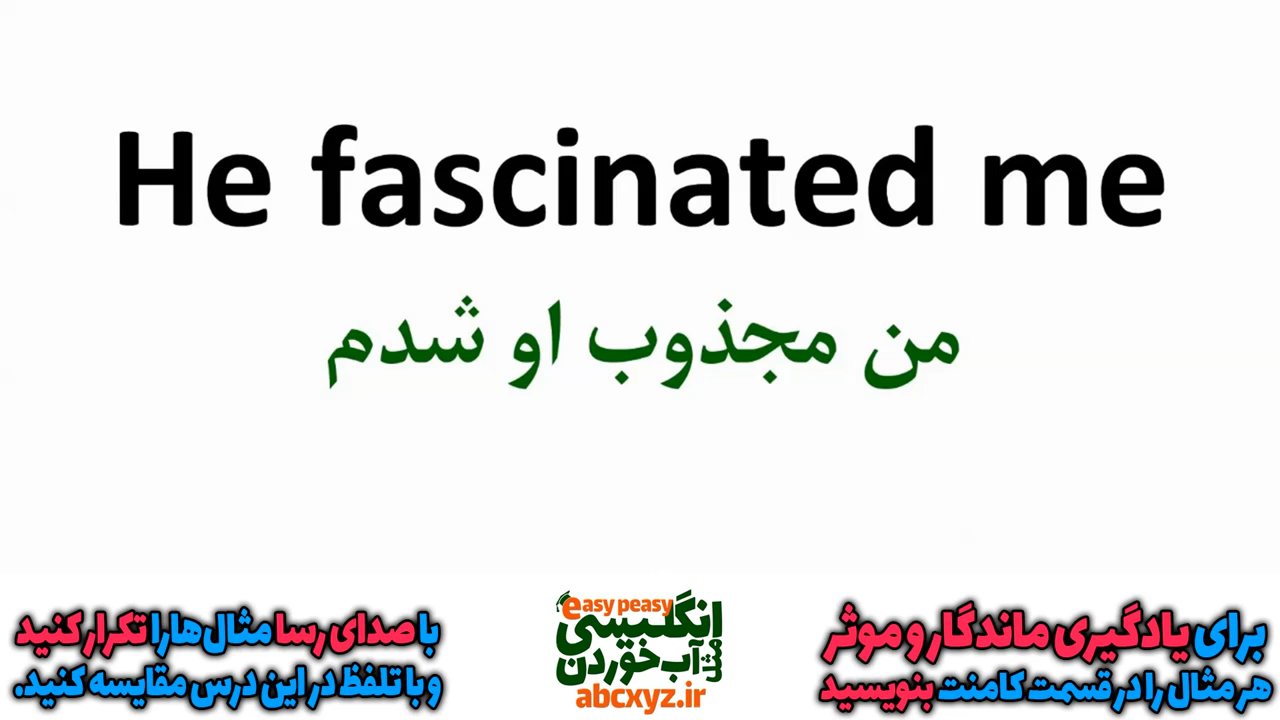 He fascinated me
من مجذوب او شدم
برای یادگیری ماندگار و موثر
هر مثال را در قسمت کامنت بنویسید
easy peasy
انگلیسی
مثل آب خوردن
abcxyz.ir
با صدای رسا مثال‌ها را تکرار کنید
و با تلفظ در این درس مقایسه کنید.